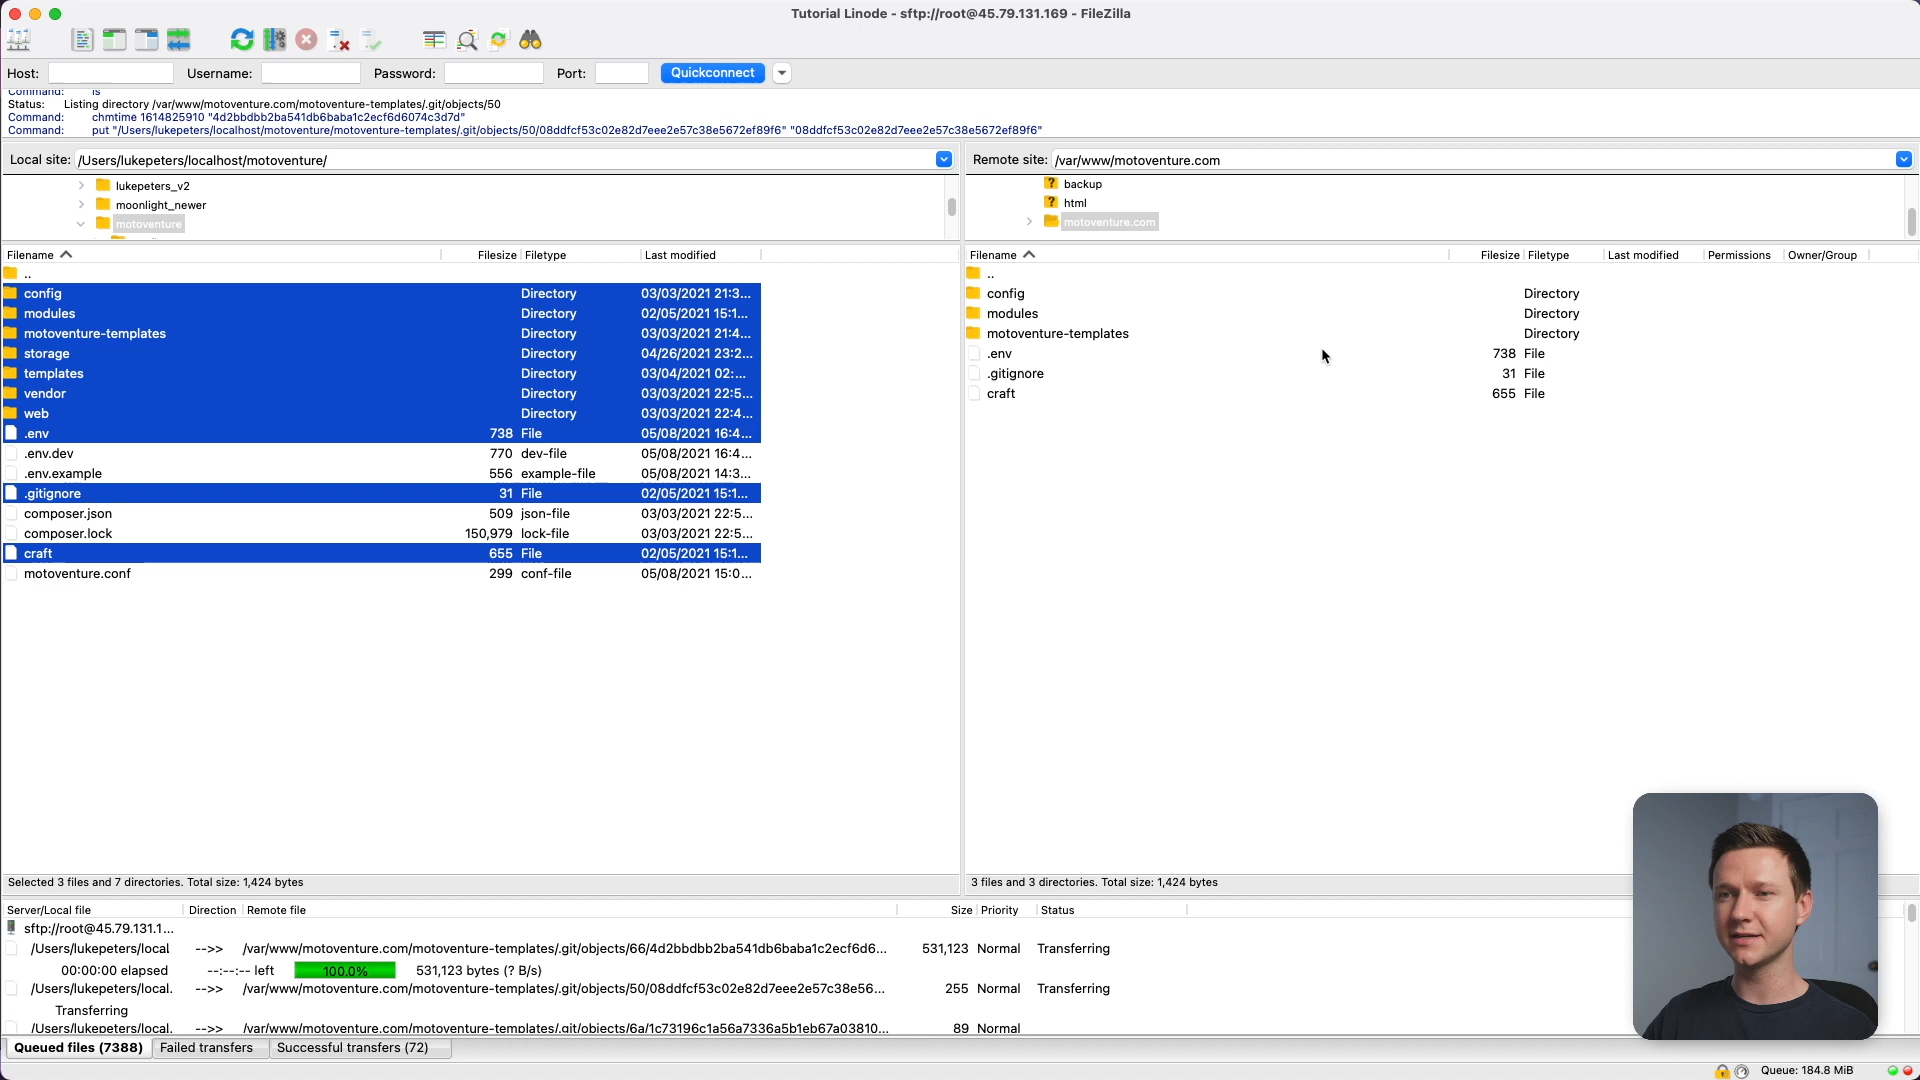 Tutorial Linode - sftp://root@45.79.131.169 - FileZilla
Host: Username: Password: Port: Quickconnect
Command: ls
Status: Listing directory /var/www/motoventure.com/motoventure-templates/.git/objects/50
Command: chmtime 1614825910 "4d2bbdbb2ba541db6baba1c2ecf6d6074c3d7d"
Command: put "/Users/lukepeters/localhost/motoventure/motoventure-templates/.git/objects/50/08ddfcf53c02e82d7eee2e57c38e5672ef89f6" "08ddfcf53c02e82d7eee2e57c38e5672ef89f6"
Local site: /Users/lukepeters/localhost/motoventure/
lukepeters_v2
moonlight_newer
motoventure
Filename Filesize Filetype Last modified
..
config Directory 03/03/2021 21:3...
modules Directory 02/05/2021 15:1...
motoventure-templates Directory 03/03/2021 21:4...
storage Directory 04/26/2021 23:2...
templates Directory 03/04/2021 02:...
vendor Directory 03/03/2021 22:5...
web Directory 03/03/2021 22:4...
.env 738 File 05/08/2021 16:4...
.env.dev 770 dev-file 05/08/2021 16:4...
.env.example 556 example-file 05/08/2021 14:3...
.gitignore 31 File 02/05/2021 15:1...
composer.json 509 json-file 03/03/2021 22:5...
composer.lock 150,979 lock-file 03/03/2021 22:5...
craft 655 File 02/05/2021 15:1...
motoventure.conf 299 conf-file 05/08/2021 15:0...
Selected 3 files and 7 directories. Total size: 1,424 bytes
Remote site: /var/www/motoventure.com
backup
html
motoventure.com
Filename Filesize Filetype Last modified Permissions Owner/Group
..
config Directory
modules Directory
motoventure-templates Directory
.env 738 File
.gitignore 31 File
craft 655 File
3 files and 3 directories. Total size: 1,424 bytes
Server/Local file Direction Remote file Size Priority Status
sftp://root@45.79.131.1...
/Users/lukepeters/local -->> /var/www/motoventure.com/motoventure-templates/.git/objects/66/4d2bbdbb2ba541db6baba1c2ecf6d6... 531,123 Normal Transferring
00:00:00 elapsed --:--:-- left 100.0% 531,123 bytes (? B/s)
/Users/lukepeters/local. -->> /var/www/motoventure.com/motoventure-templates/.git/objects/50/08ddfcf53c02e82d7eee2e57c38e56... 255 Normal Transferring
Transferring
/Users/lukepeters/local. -->> /var/www/motoventure.com/motoventure-templates/.git/objects/6a/1c73196c1a56a7336a5b1eb67a03810... 89 Normal
Queued files (7388) Failed transfers Successful transfers (72)
Queue: 184.8 MiB